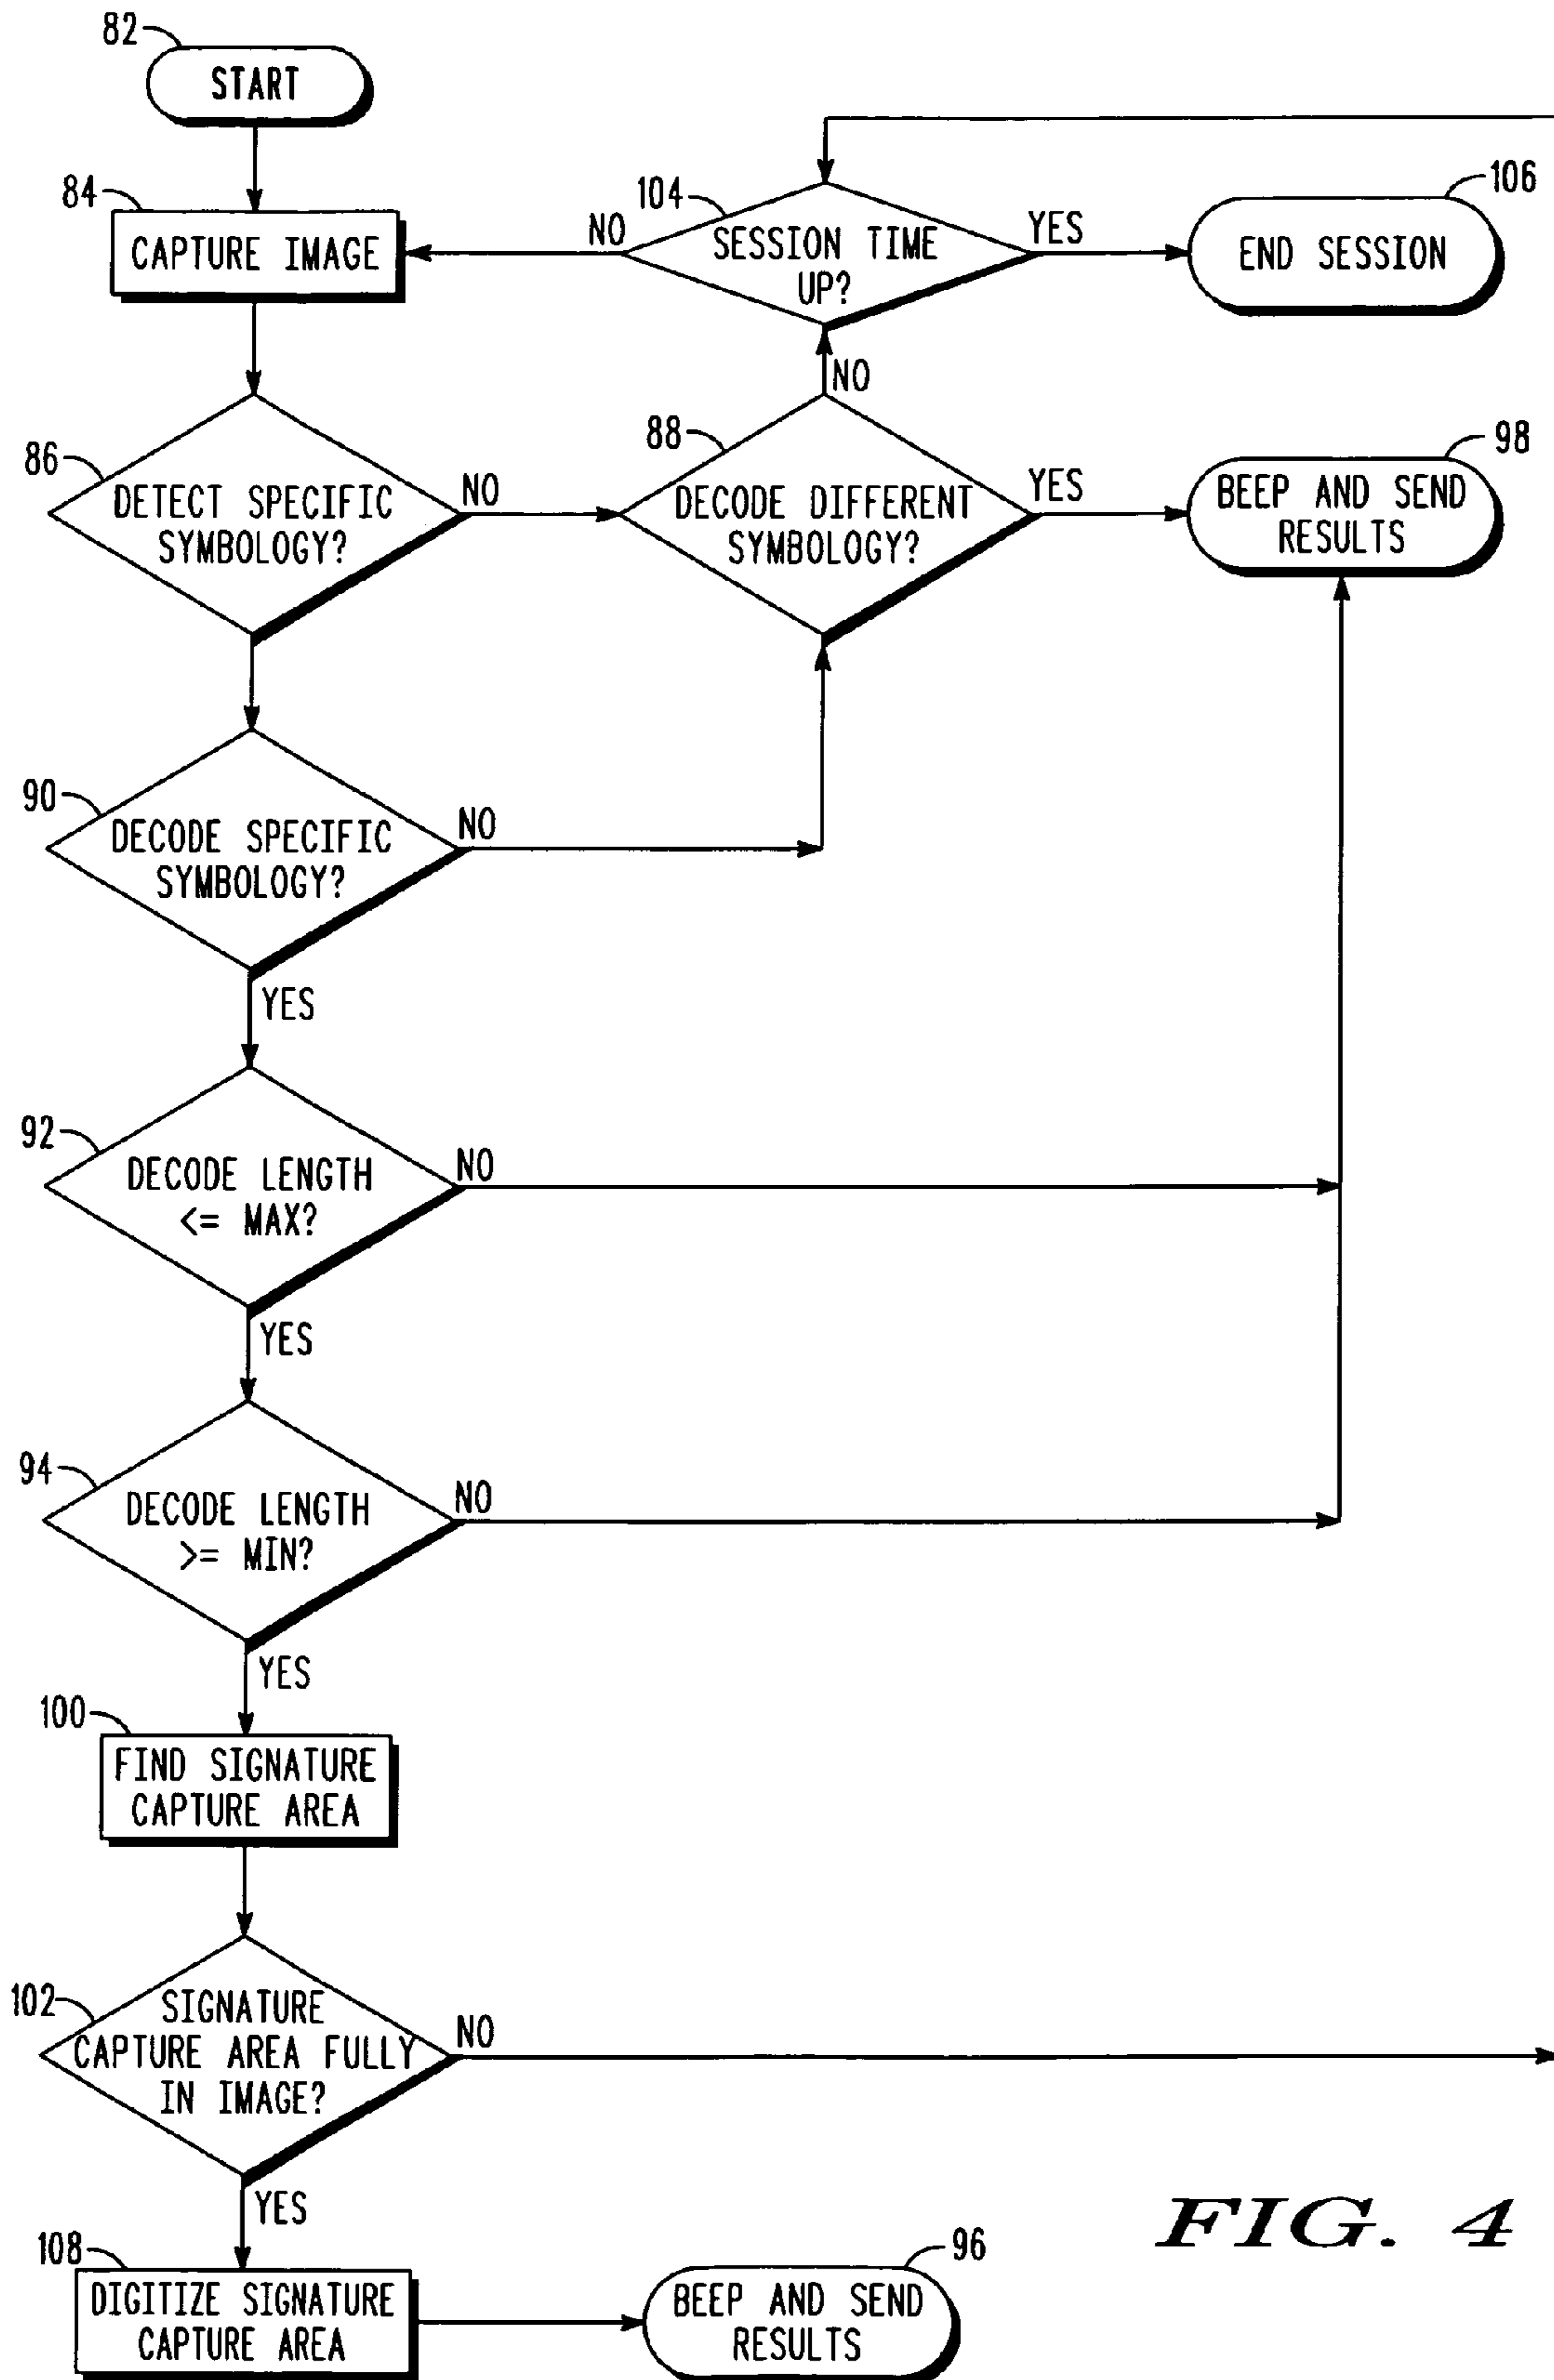 82
START
84
CAPTURE IMAGE
NO
104
SESSION TIME
UP?
YES
106
END SESSION
NO
86
DETECT SPECIFIC
SYMBOLOGY?
NO
88
DECODE DIFFERENT
SYMBOLOGY?
YES
98
BEEP AND SEND
RESULTS
90
DECODE SPECIFIC
SYMBOLOGY?
NO
YES
92
DECODE LENGTH
<= MAX?
NO
YES
94
DECODE LENGTH
>= MIN?
NO
YES
100
FIND SIGNATURE
CAPTURE AREA
102
SIGNATURE
CAPTURE AREA FULLY
IN IMAGE?
NO
YES
108
DIGITIZE SIGNATURE
CAPTURE AREA
96
BEEP AND SEND
RESULTS
FIG. 4